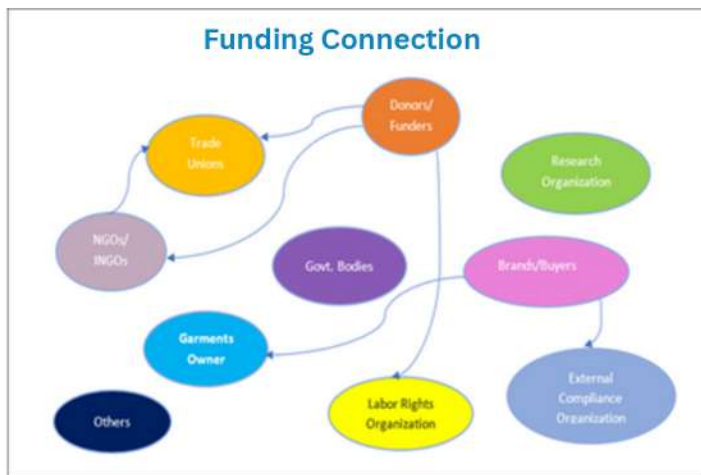 Funding Connection
Donors/
Funders
Trade
Unions
Research
Organization
NGOs/
INGOs
Govt. Bodies
Brands/Buyers
Garments
Owner
External
Compliance
Organization
Labor Rights
Organization
Others